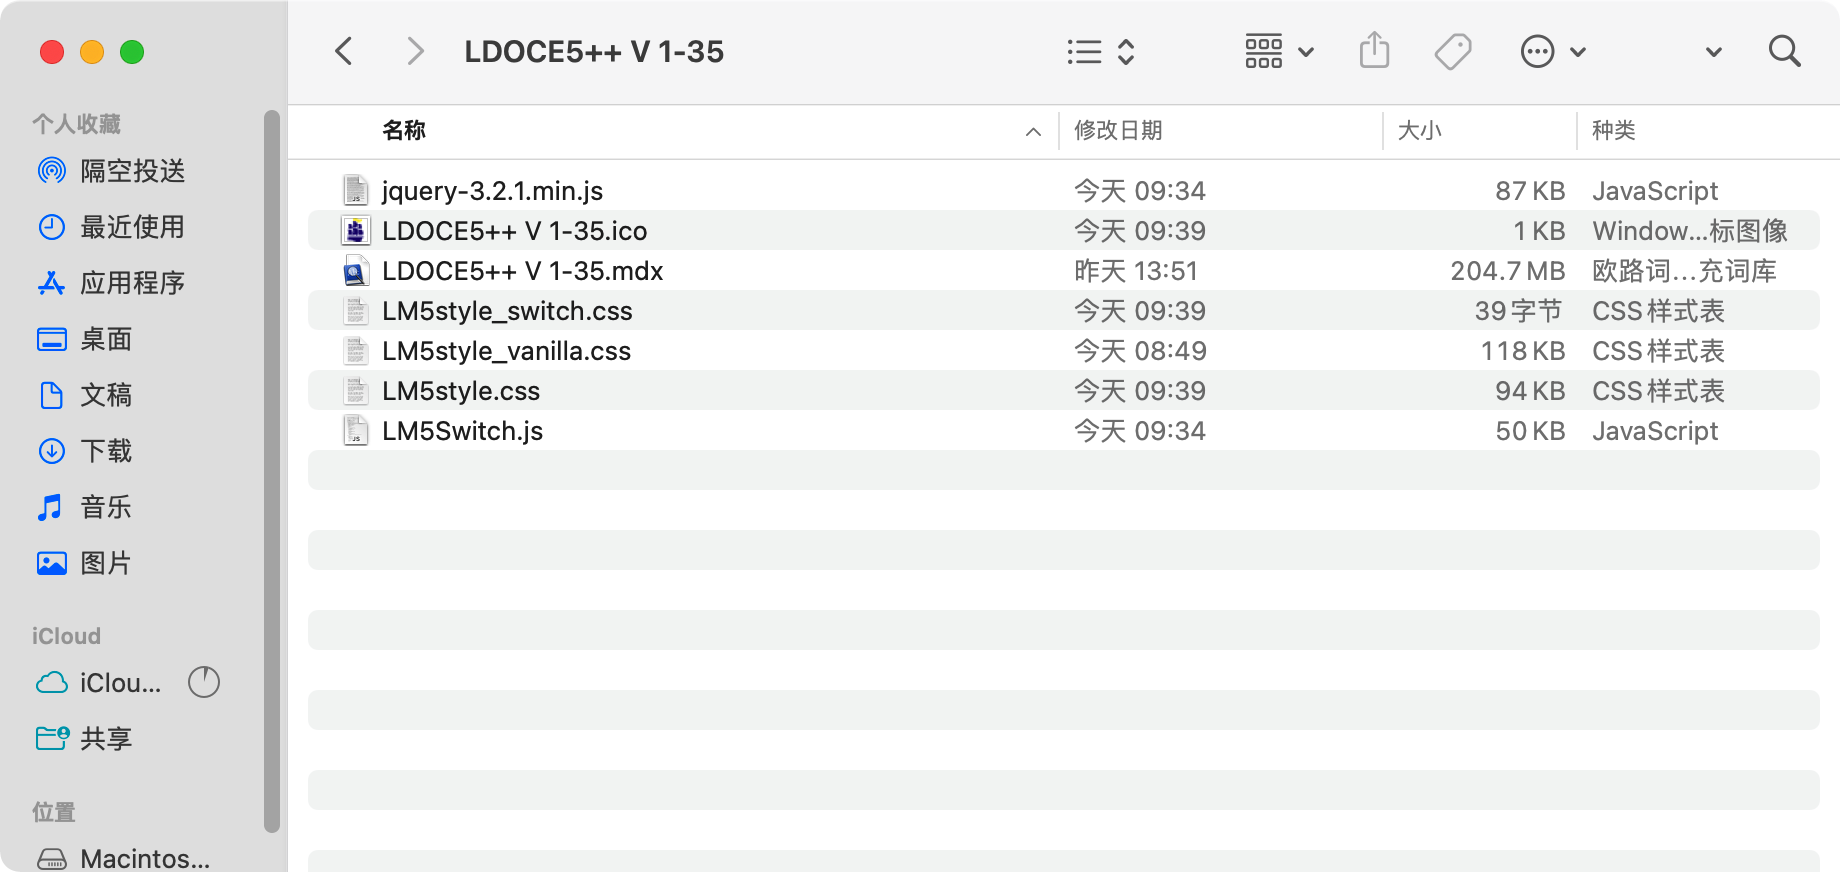 LDOCE5++ V 1-35
个人收藏
隔空投送
最近使用
应用程序
桌面
文稿
下载
音乐
图片
iCloud
iClou...
共享
位置
Macintos...
名称 修改日期 大小 种类
jquery-3.2.1.min.js 今天 09:34 87 KB JavaScript
LDOCE5++ V 1-35.ico 今天 09:39 1 KB Window...标图像
LDOCE5++ V 1-35.mdx 昨天 13:51 204.7 MB 欧路词...充词库
LM5style_switch.css 今天 09:39 39 字节 CSS 样式表
LM5style_vanilla.css 今天 08:49 118 KB CSS 样式表
LM5style.css 今天 09:39 94 KB CSS 样式表
LM5Switch.js 今天 09:34 50 KB JavaScript